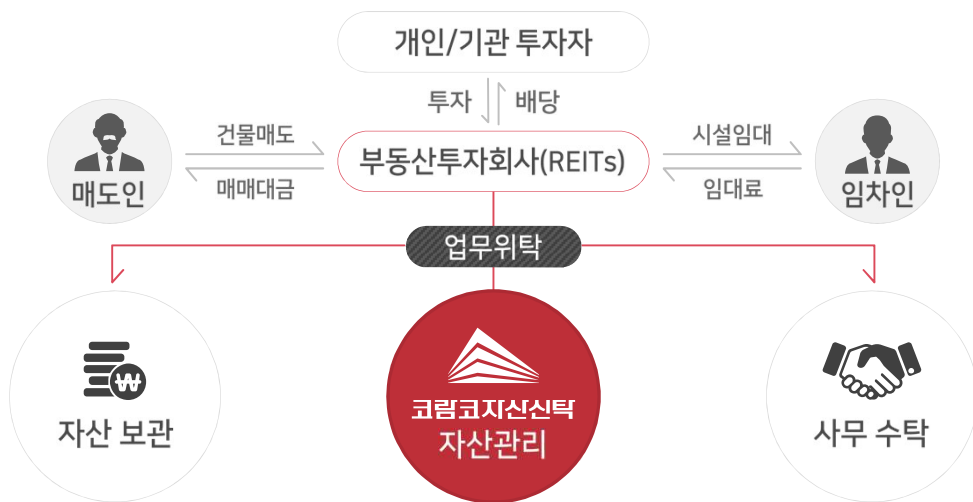 개인/기관 투자자
투자
배당
건물매도
부동산투자회사(REITs)
시설임대
매도인
매매대금
임대료
임차인
업무위탁
₩
자산 보관
코람코자산신탁
자산관리
사무 수탁